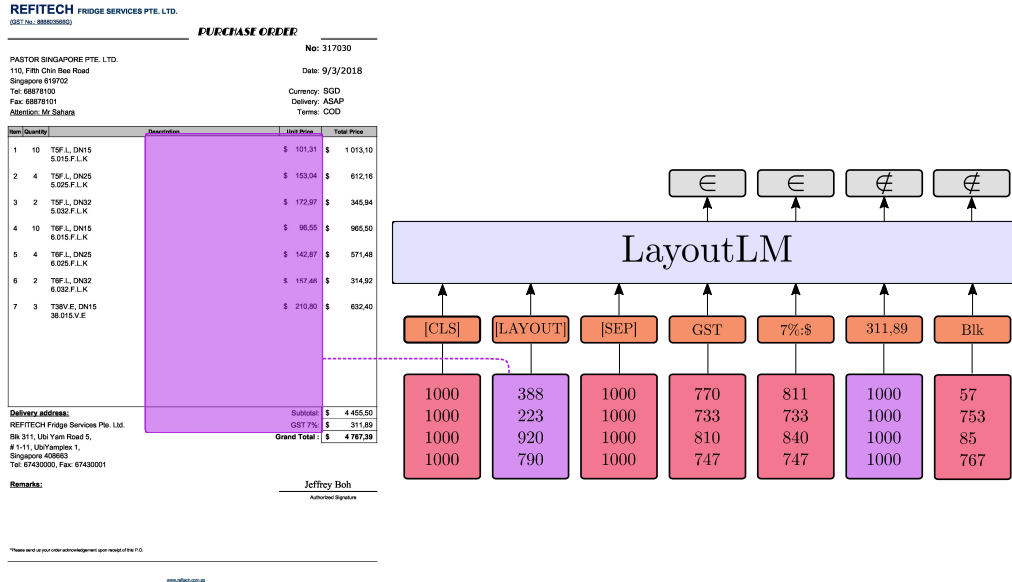 REFITECH FRIDGE SERVICES PTE. LTD.
(GST No.: 888803566G)
PURCHASE ORDER
No: 317030
PASTOR SINGAPORE PTE. LTD.
110, Fifth Chin Bee Road
Date: 9/3/2018
Singapore 619702
Tel: 68878100
Currency: SGD
Fax: 68878101
Delivery: ASAP
Attention: Mr Sahara
Terms: COD
Item Quantity Description Unit Price Total Price
1 10 T5F.L, DN15 $ 101,31 $ 1 013,10
5.015.F.L.K
2 4 T5F.L, DN25 $ 153,04 $ 612,16
5.025.F.L.K
3 2 T5F.L, DN32 $ 172,97 $ 345,94
5.032.F.L.K
4 10 T6F.L, DN15 $ 96,55 $ 965,50
6.015.F.L.K
5 4 T6F.L, DN25 $ 142,87 $ 571,48
6.025.F.L.K
6 2 T6F.L, DN32 $ 157,46 $ 314,92
6.032.F.L.K
7 3 T38V.E, DN15 $ 210,80 $ 632,40
38.015.V.E
Delivery address: Subtotal: $ 4 455,50
REFITECH Fridge Services Pte. Ltd. GST 7%: $ 311,89
Blk 311, Ubi Yam Road 5, Grand Total : $ 4 767,39
# 1-11, UbiYamplex 1,
Singapore 408663
Tel: 67430000, Fax: 67430001
Remarks:
Jeffrey Boh
Authorized Signature
*Please send us your order acknowledgement upon receipt of this P.O.
www.refitech.com.sg
∈ ∈ ∉ ∉
LayoutLM
[CLS] [LAYOUT] [SEP] GST 7%:$ 311,89 Blk
1000 388 1000 770 811 1000 57
1000 223 1000 733 733 1000 753
1000 920 1000 810 840 1000 85
1000 790 1000 747 747 1000 767